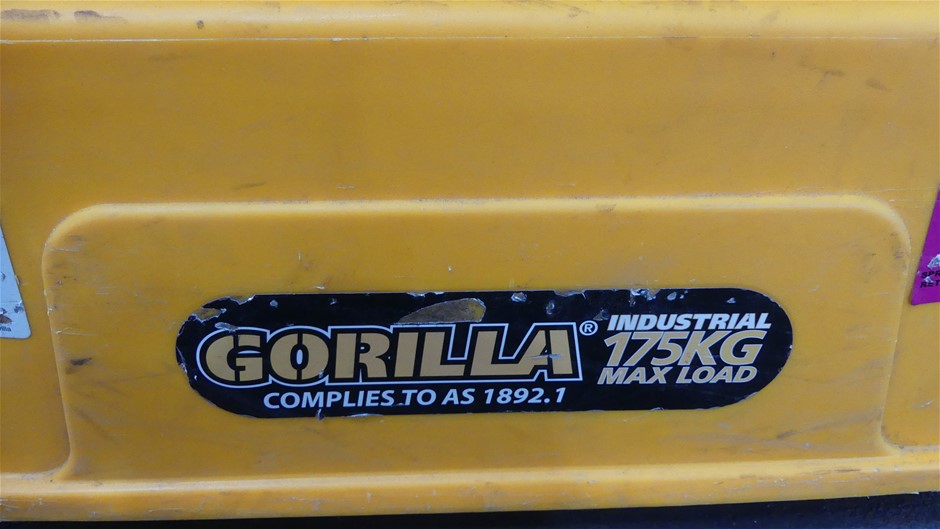 GORILLA®
COMPLIES TO AS 1892.1
INDUSTRIAL
175KG
MAX LOAD